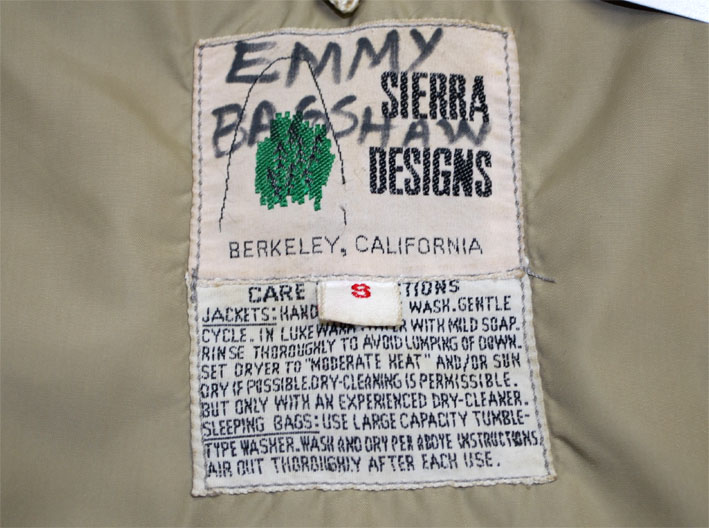 EMMY
BAGSHAW
SIERRA
DESIGNS
BERKELEY, CALIFORNIA
S
CARE TIONS
JACKETS: HAND WASH. GENTLE
CYCLE. IN LUKEWARM WATER WITH MILD SOAP.
RINSE THOROUGHLY TO AVOID LUMPING OF DOWN.
SET DRYER TO "MODERATE HEAT" AND/OR SUN
DRY IF POSSIBLE. DRY-CLEANING IS PERMISSIBLE.
BUT ONLY WITH AN EXPERIENCED DRY-CLEANER.
SLEEPING BAGS: USE LARGE CAPACITY TUMBLE-
TYPE WASHER. WASH AND DRY PER ABOVE INSTRUCTIONS
AIR OUT THOROUGHLY AFTER EACH USE.